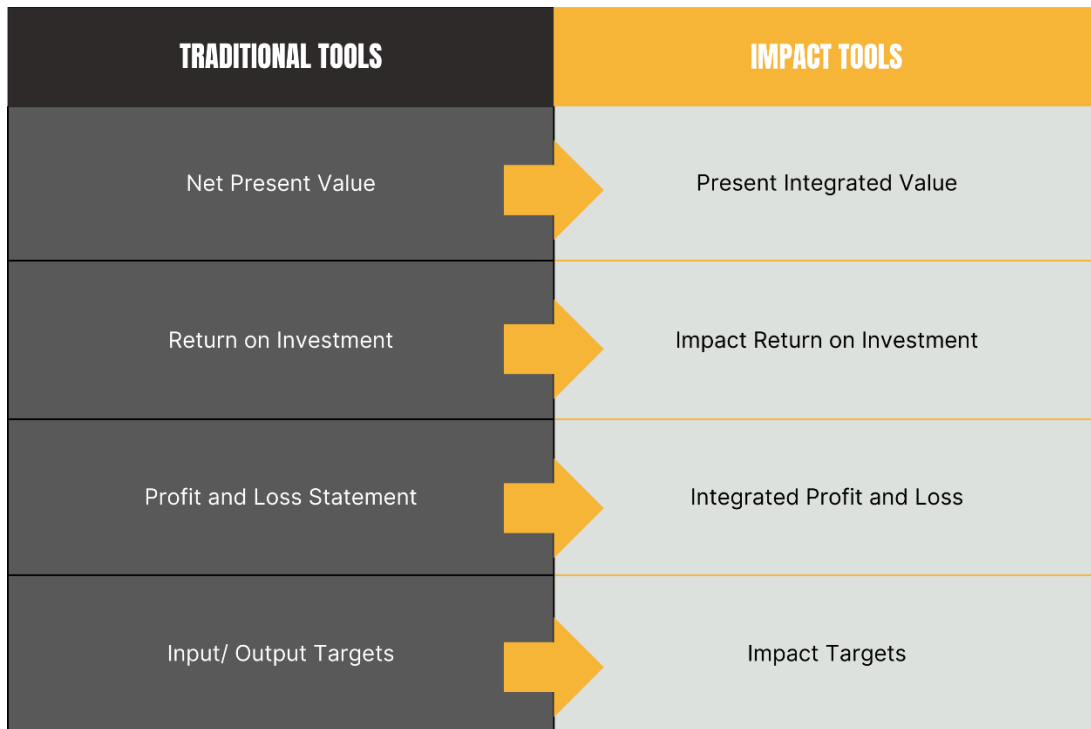 TRADITIONAL TOOLS
IMPACT TOOLS
Net Present Value
Present Integrated Value
Return on Investment
Impact Return on Investment
Profit and Loss Statement
Integrated Profit and Loss
Input/ Output Targets
Impact Targets